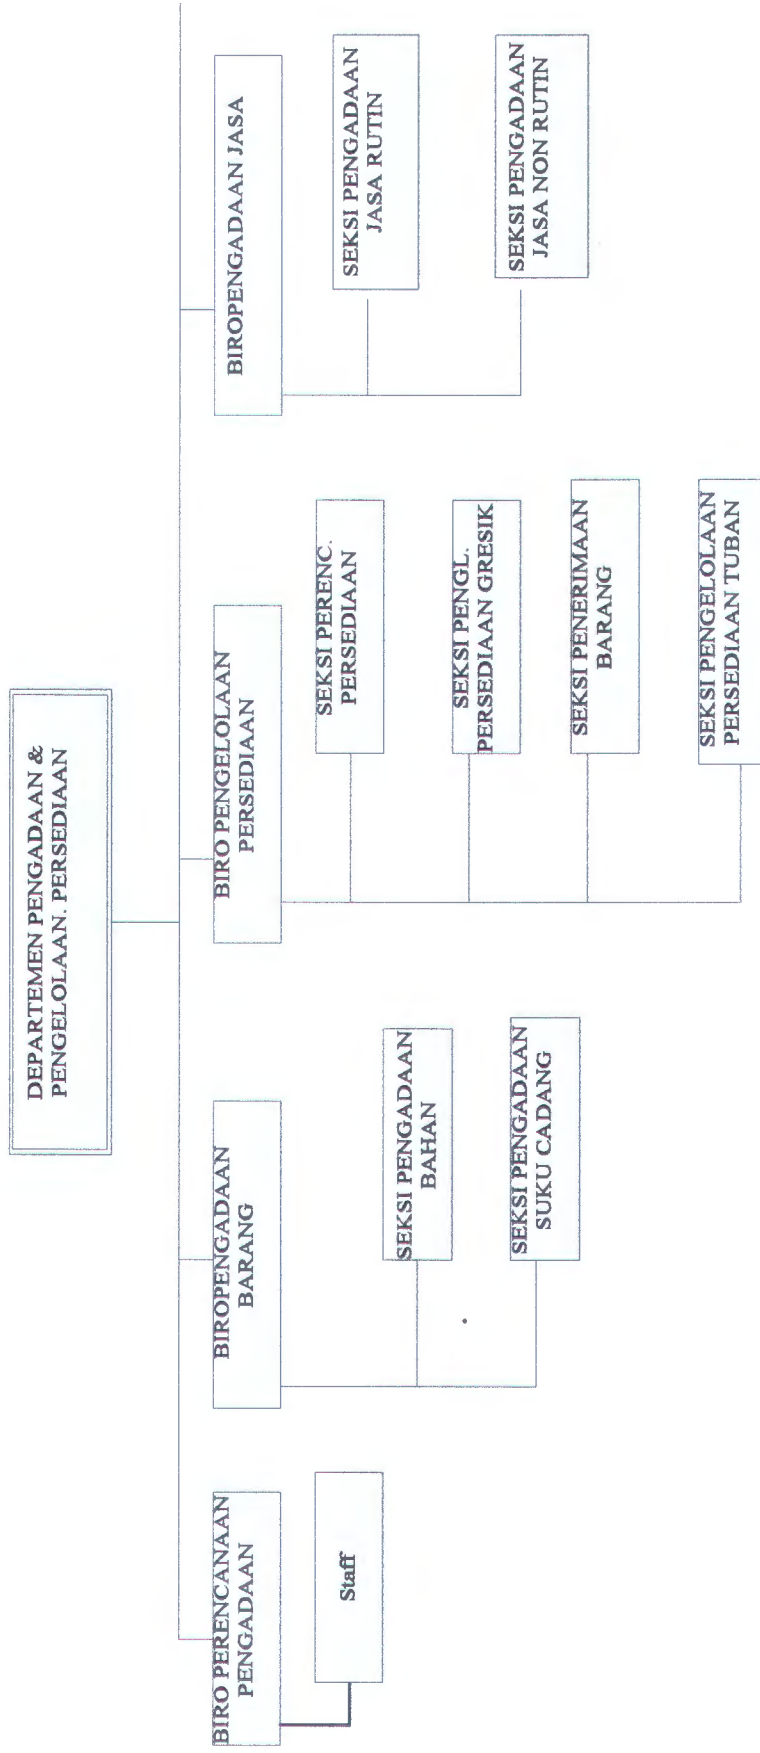 DEPARTEMEN PENGADAAN &
PENGELOLAAN. PERSEDIAAN
BIRO PERENCANAAN
PENGADAAN
Staff
BIROPENGADAAN
BARANG
SEKSI PENGADAAN
BAHAN
SEKSI PENGADAAN
SUKU CADANG
BIRO PENGELOLAAN
PERSEDIAAN
SEKSI PERENC.
PERSEDIAAN
SEKSI PENGL.
PERSEDIAAN GRESIK
SEKSI PENERIMAAN
BARANG
SEKSI PENGELOLAAN
PERSEDIAAN TUBAN
BIROPENGADAAN JASA
SEKSI PENGADAAN
JASA RUTIN
SEKSI PENGADAAN
JASA NON RUTIN